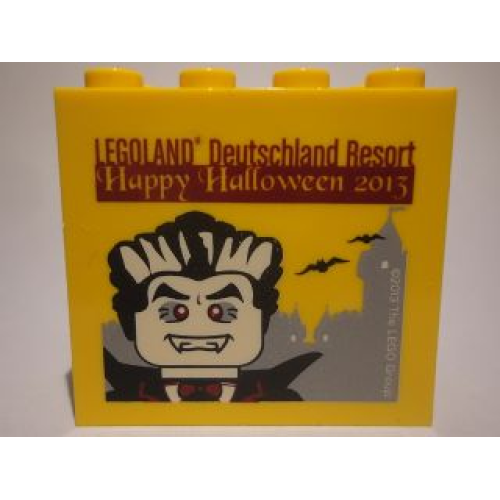 LEGOLAND® Deutschland Resort
Happy Halloween 2013
©2013 The LEGO Group